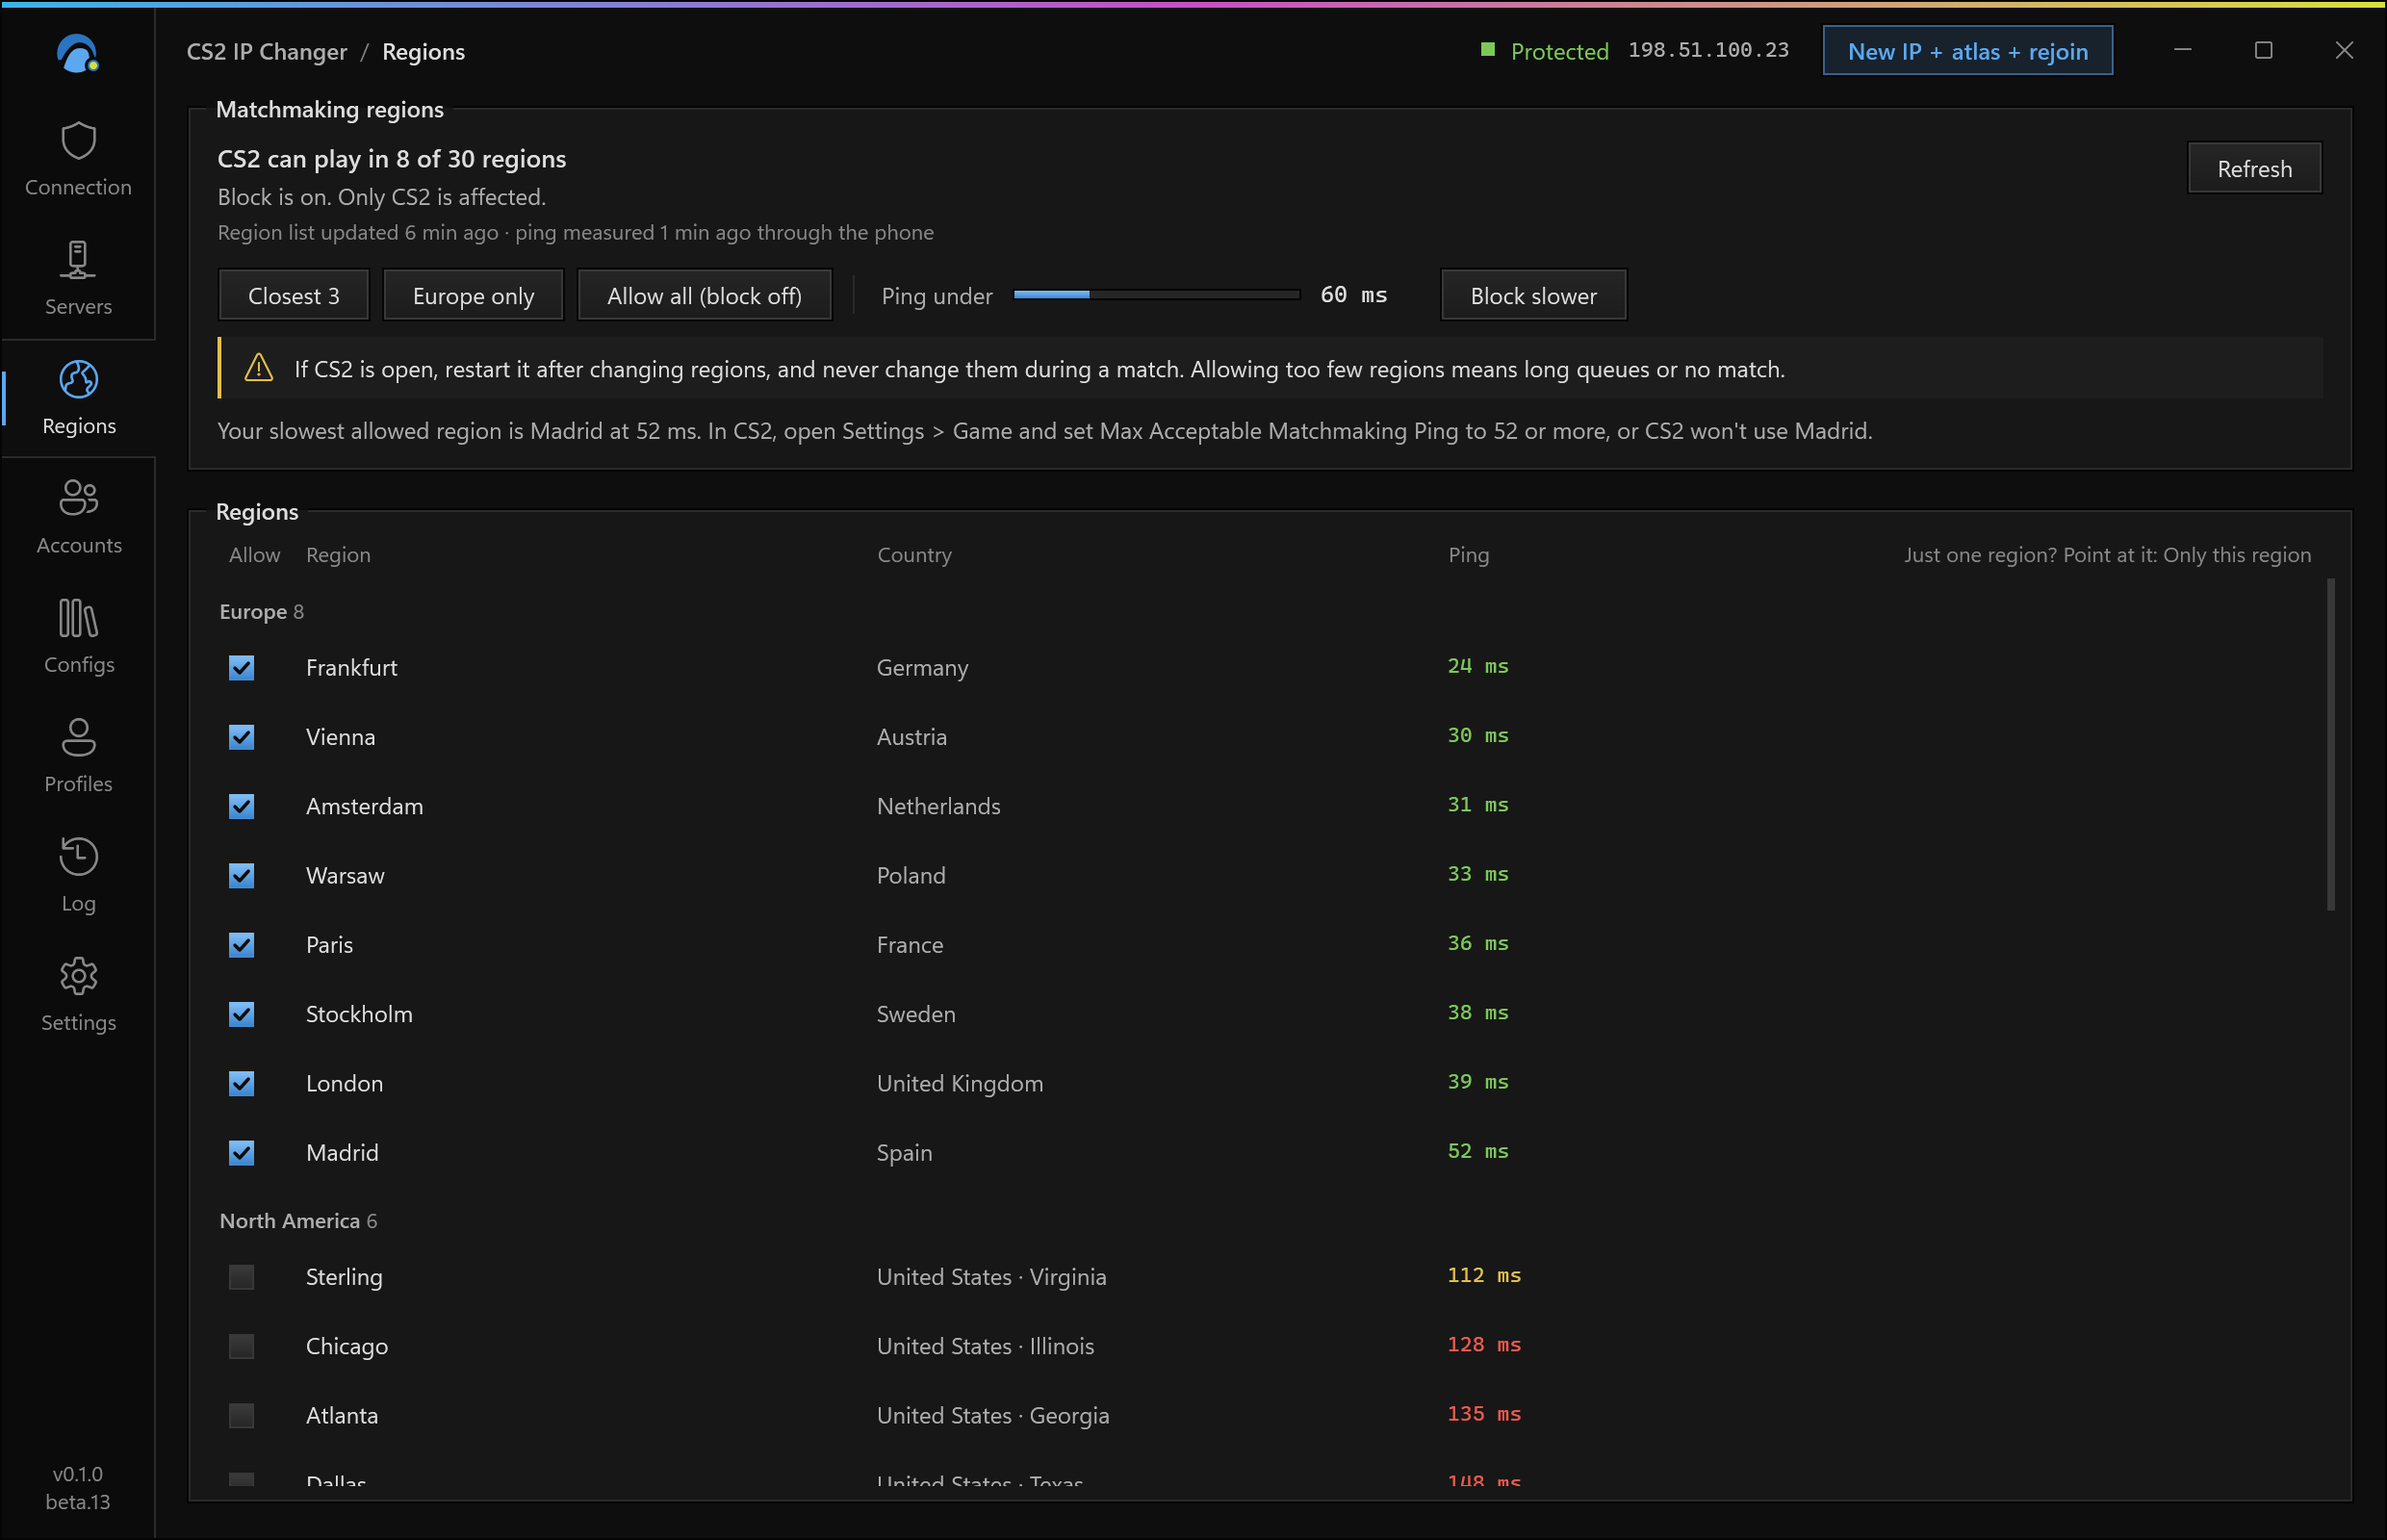 CS2 IP Changer / Regions
Protected 198.51.100.23
New IP + atlas + rejoin
Connection
Servers
Regions
Accounts
Configs
Profiles
Log
Settings
v0.1.0
beta.13
Matchmaking regions
CS2 can play in 8 of 30 regions
Block is on. Only CS2 is affected.
Region list updated 6 min ago · ping measured 1 min ago through the phone
Refresh
Closest 3 Europe only Allow all (block off) Ping under 60 ms Block slower
If CS2 is open, restart it after changing regions, and never change them during a match. Allowing too few regions means long queues or no match.
Your slowest allowed region is Madrid at 52 ms. In CS2, open Settings > Game and set Max Acceptable Matchmaking Ping to 52 or more, or CS2 won't use Madrid.
Regions
Allow Region Country Ping Just one region? Point at it: Only this region
Europe 8
Frankfurt Germany 24 ms
Vienna Austria 30 ms
Amsterdam Netherlands 31 ms
Warsaw Poland 33 ms
Paris France 36 ms
Stockholm Sweden 38 ms
London United Kingdom 39 ms
Madrid Spain 52 ms
North America 6
Sterling United States · Virginia 112 ms
Chicago United States · Illinois 128 ms
Atlanta United States · Georgia 135 ms
Dallas United States · Texas 148 ms